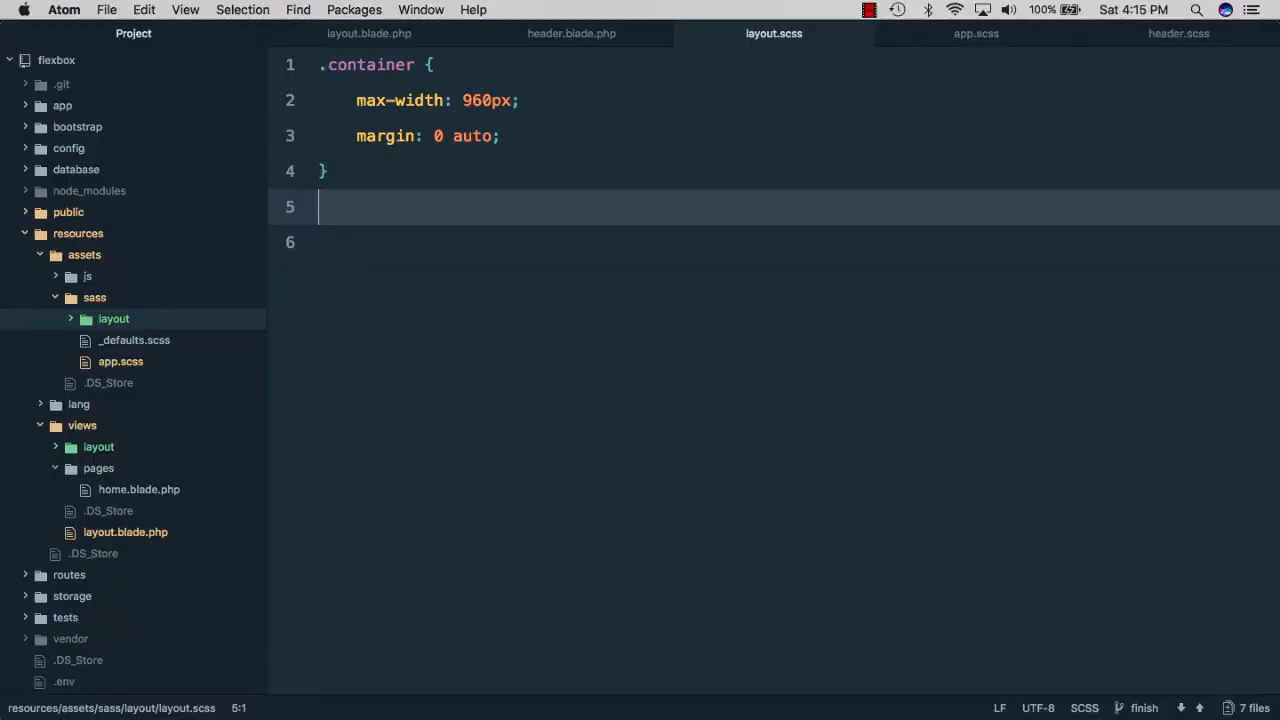 Atom File Edit View Selection Find Packages Window Help 100% Sat 4:15 PM
Project
layout.blade.php header.blade.php layout.scss app.scss header.scss
flexbox
.git
app
bootstrap
config
database
node_modules
public
resources
assets
js
sass
layout
_defaults.scss
app.scss
.DS_Store
lang
views
layout
pages
home.blade.php
.DS_Store
layout.blade.php
.DS_Store
routes
storage
tests
vendor
.DS_Store
.env
1 .container {
2 max-width: 960px;
3 margin: 0 auto;
4 }
5
6
resources/assets/sass/layout/layout.scss 5:1 LF UTF-8 SCSS finish 7 files